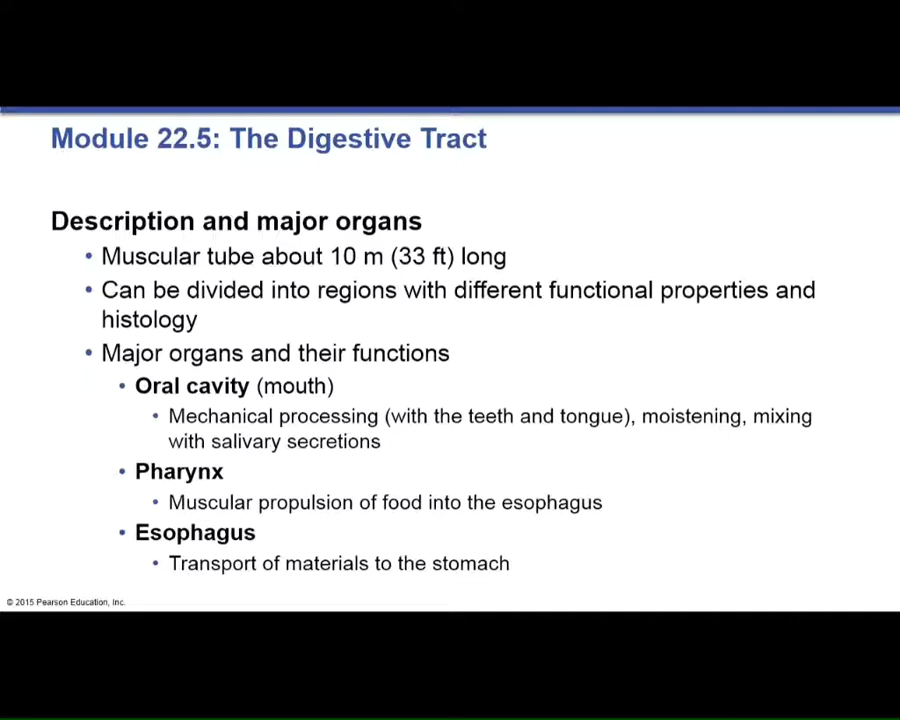 Module 22.5: The Digestive Tract
Description and major organs
• Muscular tube about 10 m (33 ft) long
• Can be divided into regions with different functional properties and
histology
• Major organs and their functions
• Oral cavity (mouth)
• Mechanical processing (with the teeth and tongue), moistening, mixing
with salivary secretions
• Pharynx
• Muscular propulsion of food into the esophagus
• Esophagus
• Transport of materials to the stomach
© 2015 Pearson Education, Inc.